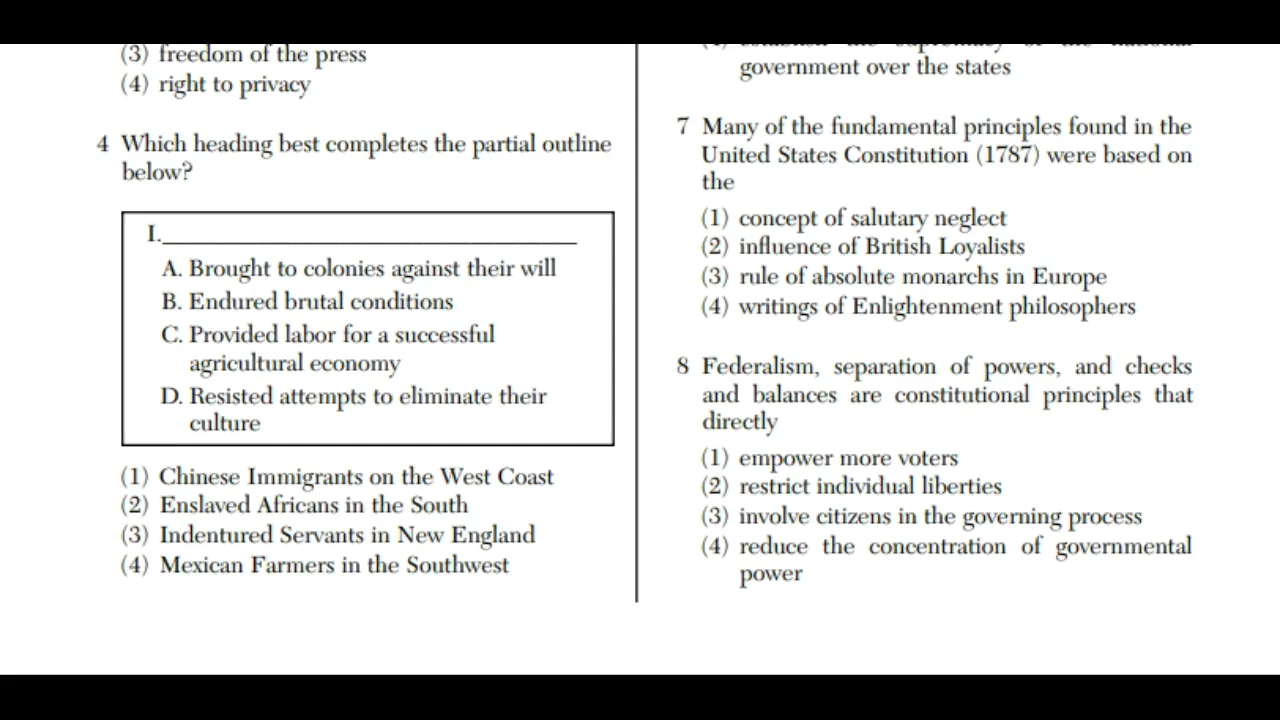 (3) freedom of the press
(4) right to privacy
4 Which heading best completes the partial outline
below?
I.
A. Brought to colonies against their will
B. Endured brutal conditions
C. Provided labor for a successful
agricultural economy
D. Resisted attempts to eliminate their
culture
(1) Chinese Immigrants on the West Coast
(2) Enslaved Africans in the South
(3) Indentured Servants in New England
(4) Mexican Farmers in the Southwest
government over the states
7 Many of the fundamental principles found in the
United States Constitution (1787) were based on
the
(1) concept of salutary neglect
(2) influence of British Loyalists
(3) rule of absolute monarchs in Europe
(4) writings of Enlightenment philosophers
8 Federalism, separation of powers, and checks
and balances are constitutional principles that
directly
(1) empower more voters
(2) restrict individual liberties
(3) involve citizens in the governing process
(4) reduce the concentration of governmental
power